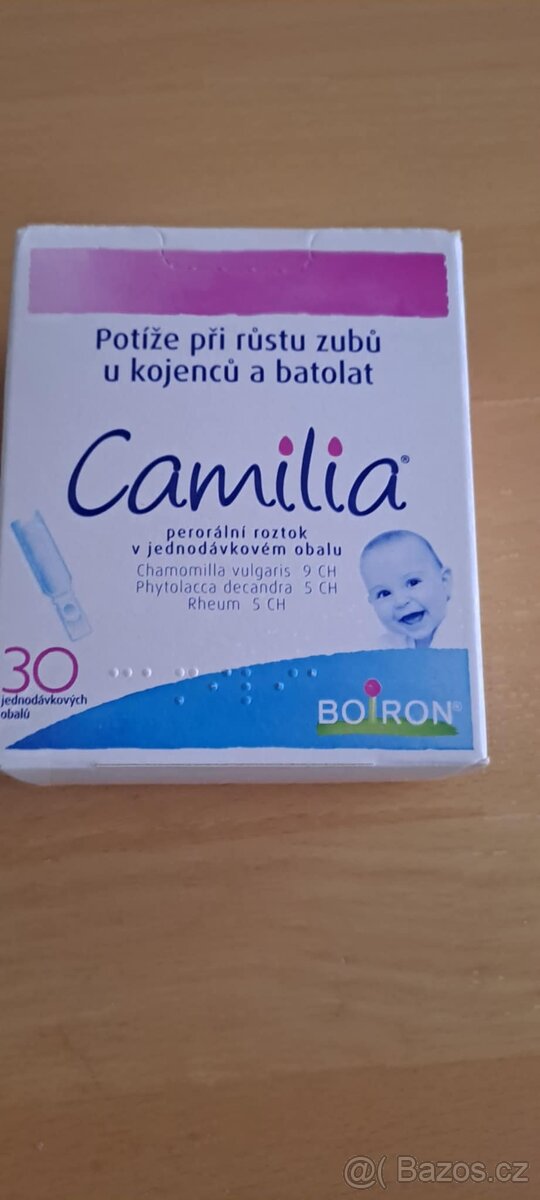 Potíže při růstu zubů
u kojenců a batolat
Camilia®
perorální roztok
v jednodávkovém obalu
Chamomilla vulgaris 9 CH
Phytolacca decandra 5 CH
Rheum 5 CH
30
jednodávkových
obalů
BOIRON®
@( Bazos.cz